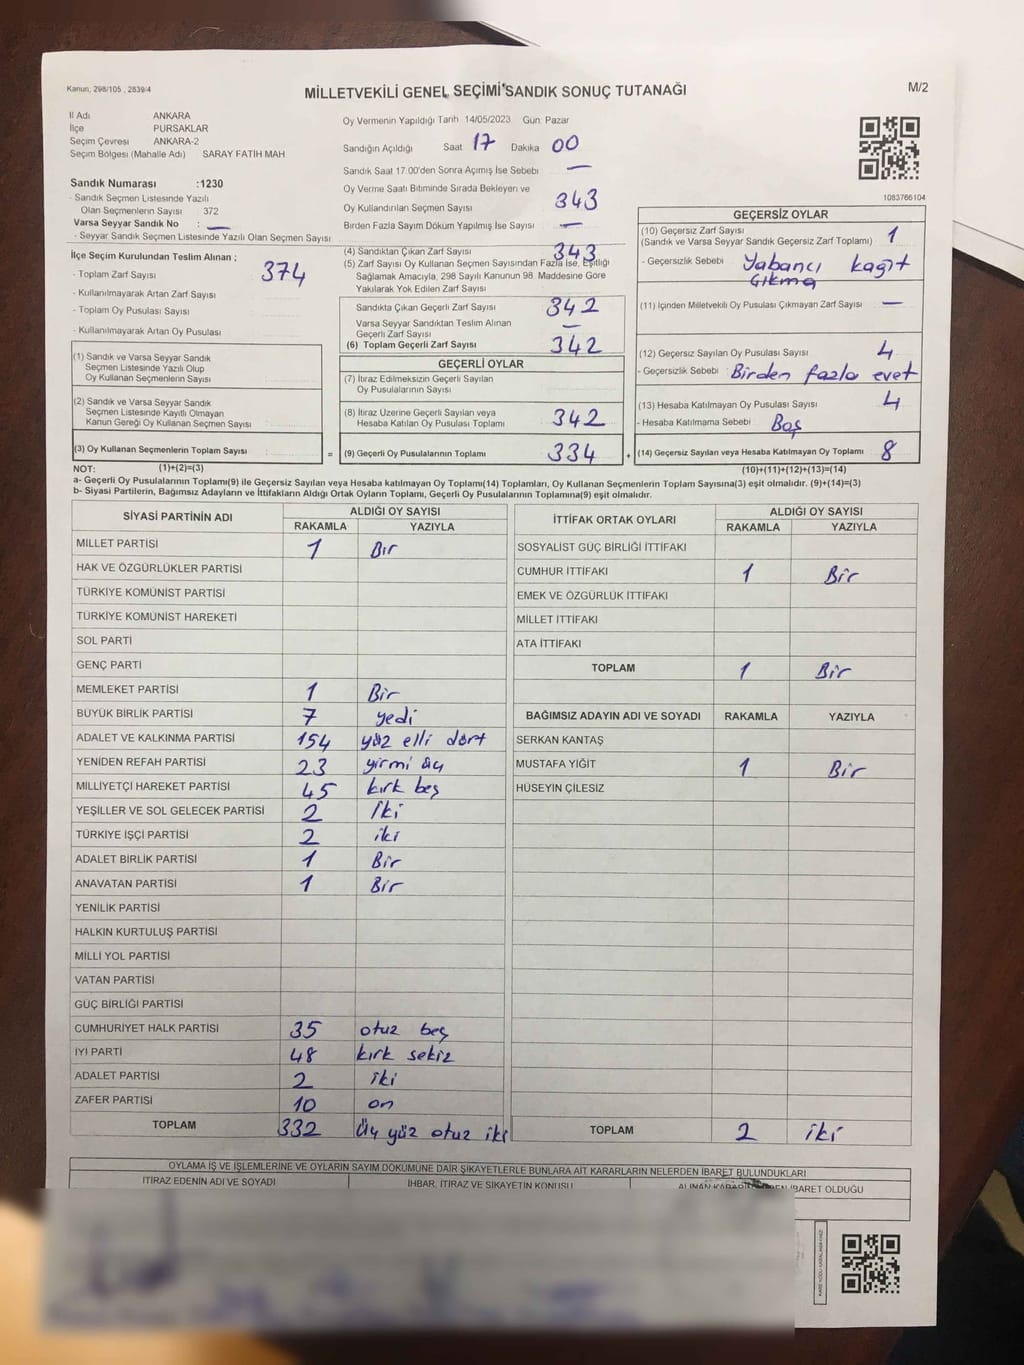 Kanun, 298/105 , 2839/4
MİLLETVEKİLİ GENEL SEÇİMİ SANDIK SONUÇ TUTANAĞI
M/2
İl Adı ANKARA
İlçe PURSAKLAR
Seçim Çevresi ANKARA-2
Seçim Bölgesi (Mahalle Adı) SARAY FATİH MAH
Sandık Numarası :1230
- Sandık Seçmen Listesinde Yazılı
Olan Seçmenlerin Sayısı 372
Varsa Seyyar Sandık No : —
- Seyyar Sandık Seçmen Listesinde Yazılı Olan Seçmen Sayısı
Oy Vermenin Yapıldığı Tarih 14/05/2023 Gün: Pazar
Sandığın Açıldığı Saat 17 Dakika 00
Sandık Saat 17:00'den Sonra Açımış İse Sebebi —
Oy Verme Saati Bitiminde Sırada Bekleyen ve
Oy Kullandırılan Seçmen Sayısı 343
Birden Fazla Sayım Döküm Yapılmış İse Sayısı —
1083766104
İlçe Seçim Kurulundan Teslim Alınan ;
- Toplam Zarf Sayısı 374
- Kullanılmayarak Artan Zarf Sayısı
- Toplam Oy Pusulası Sayısı
- Kullanılmayarak Artan Oy Pusulası
(1) Sandık ve Varsa Seyyar Sandık
Seçmen Listesinde Yazılı Olup
Oy Kullanan Seçmenlerin Sayısı
(2) Sandık ve Varsa Seyyar Sandık
Seçmen Listesinde Kayıtlı Olmayan
Kanun Gereği Oy Kullanan Seçmen Sayısı
(3) Oy Kullanan Seçmenlerin Toplam Sayısı =
(4) Sandıktan Çıkan Zarf Sayısı 343
(5) Zarf Sayısı Oy Kullanan Seçmen Sayısından Fazla İse, Eşitliği
Sağlamak Amacıyla, 298 Sayılı Kanunun 98. Maddesine Göre
Yakılarak Yok Edilen Zarf Sayısı
Sandıkta Çıkan Geçerli Zarf Sayısı 342
Varsa Seyyar Sandıktan Teslim Alınan
Geçerli Zarf Sayısı —
(6) Toplam Geçerli Zarf Sayısı 342
GEÇERLİ OYLAR
(7) İtiraz Edilmeksizin Geçerli Sayılan
Oy Pusulalarının Sayısı
(8) İtiraz Üzerine Geçerli Sayılan veya
Hesaba Katılan Oy Pusulası Toplamı 342
(9) Geçerli Oy Pusulalarının Toplamı 334 +
GEÇERSİZ OYLAR
(10) Geçersiz Zarf Sayısı
(Sandık ve Varsa Seyyar Sandık Geçersiz Zarf Toplamı) 1
- Geçersizlik Sebebi Yabancı kağıt
Çıkma
(11) İçinden Milletvekili Oy Pusulası Çıkmayan Zarf Sayısı —
(12) Geçersiz Sayılan Oy Pusulası Sayısı 4
- Geçersizlik Sebebi Birden fazla evet
(13) Hesaba Katılmayan Oy Pusulası Sayısı 4
- Hesaba Katılmama Sebebi Boş
(14) Geçersiz Sayılan veya Hesaba Katılmayan Oy Toplamı 8
NOT: (1)+(2)=(3) (10)+(11)+(12)+(13)=(14)
a- Geçerli Oy Pusulalarının Toplamı(9) ile Geçersiz Sayılan veya Hesaba katılmayan Oy Toplamı(14) Toplamları, Oy Kullanan Seçmenlerin Toplam Sayısına(3) eşit olmalıdır. (9)+(14)=(3)
b- Siyasi Partilerin, Bağımsız Adayların ve İttifakların Aldığı Ortak Oyların Toplamı, Geçerli Oy Pusulalarının Toplamına(9) eşit olmalıdır.
SİYASİ PARTİNİN ADI ALDIĞI OY SAYISI
RAKAMLA YAZIYLA
MİLLET PARTİSİ 1 Bir
HAK VE ÖZGÜRLÜKLER PARTİSİ
TÜRKİYE KOMÜNİST PARTİSİ
TÜRKİYE KOMÜNİST HAREKETİ
SOL PARTİ
GENÇ PARTİ
MEMLEKET PARTİSİ 1 Bir
BÜYÜK BİRLİK PARTİSİ 7 yedi
ADALET VE KALKINMA PARTİSİ 154 yüz elli dört
YENİDEN REFAH PARTİSİ 23 yirmi üç
MİLLİYETÇİ HAREKET PARTİSİ 45 kırk beş
YEŞİLLER VE SOL GELECEK PARTİSİ 2 İki
TÜRKİYE İŞÇİ PARTİSİ 2 iki
ADALET BİRLİK PARTİSİ 1 Bir
ANAVATAN PARTİSİ 1 Bir
YENİLİK PARTİSİ
HALKIN KURTULUŞ PARTİSİ
MİLLİ YOL PARTİSİ
VATAN PARTİSİ
GÜÇ BİRLİĞİ PARTİSİ
CUMHURİYET HALK PARTİSİ 35 otuz beş
İYİ PARTİ 48 kırk sekiz
ADALET PARTİSİ 2 iki
ZAFER PARTİSİ 10 on
TOPLAM 332 Üç yüz otuz iki
İTTİFAK ORTAK OYLARI ALDIĞI OY SAYISI
RAKAMLA YAZIYLA
SOSYALİST GÜÇ BİRLİĞİ İTTİFAKI
CUMHUR İTTİFAKI 1 Bir
EMEK VE ÖZGÜRLÜK İTTİFAKI
MİLLET İTTİFAKI
ATA İTTİFAKI
TOPLAM 1 Bir
BAĞIMSIZ ADAYIN ADI VE SOYADI RAKAMLA YAZIYLA
SERKAN KANTAŞ
MUSTAFA YİĞİT 1 Bir
HÜSEYİN ÇİLESİZ
TOPLAM 2 iki
OYLAMA İŞ VE İŞLEMLERİNE VE OYLARIN SAYIM DÖKÜMÜNE DAİR ŞİKAYETLERLE BUNLARA AİT KARARLARIN NELERDEN İBARET BULUNDUKLARI
İTİRAZ EDENİN ADI VE SOYADI İHBAR, İTİRAZ VE ŞİKAYETİN KONUSU İBARET OLDUĞU